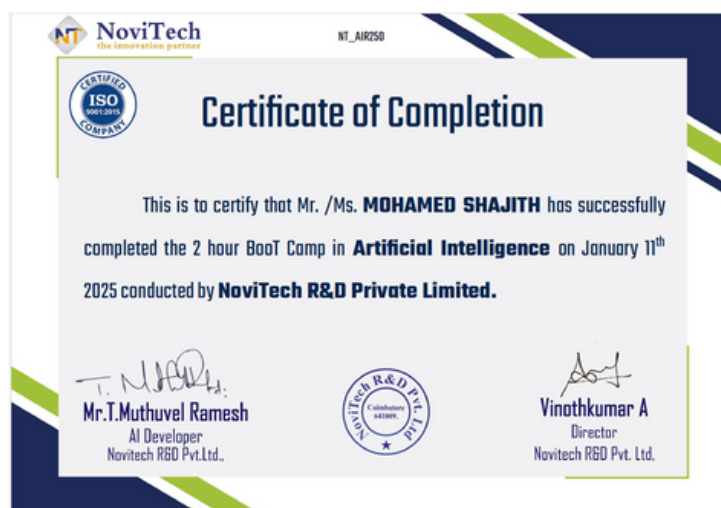 NT NoviTech
the innovation partner
NT_AIR250
CERTIFIED
ISO
9001:2015
COMPANY
Certificate of Completion
This is to certify that Mr. /Ms. MOHAMED SHAJITH has successfully
completed the 2 hour BooT Camp in Artificial Intelligence on January 11th
2025 conducted by NoviTech R&D Private Limited.
Mr.T.Muthuvel Ramesh
AI Developer
Novitech R&D Pvt.Ltd.,
NoviTech R&D Pvt. Ltd
Coimbatore
641009.
Vinothkumar A
Director
Novitech R&D Pvt. Ltd.